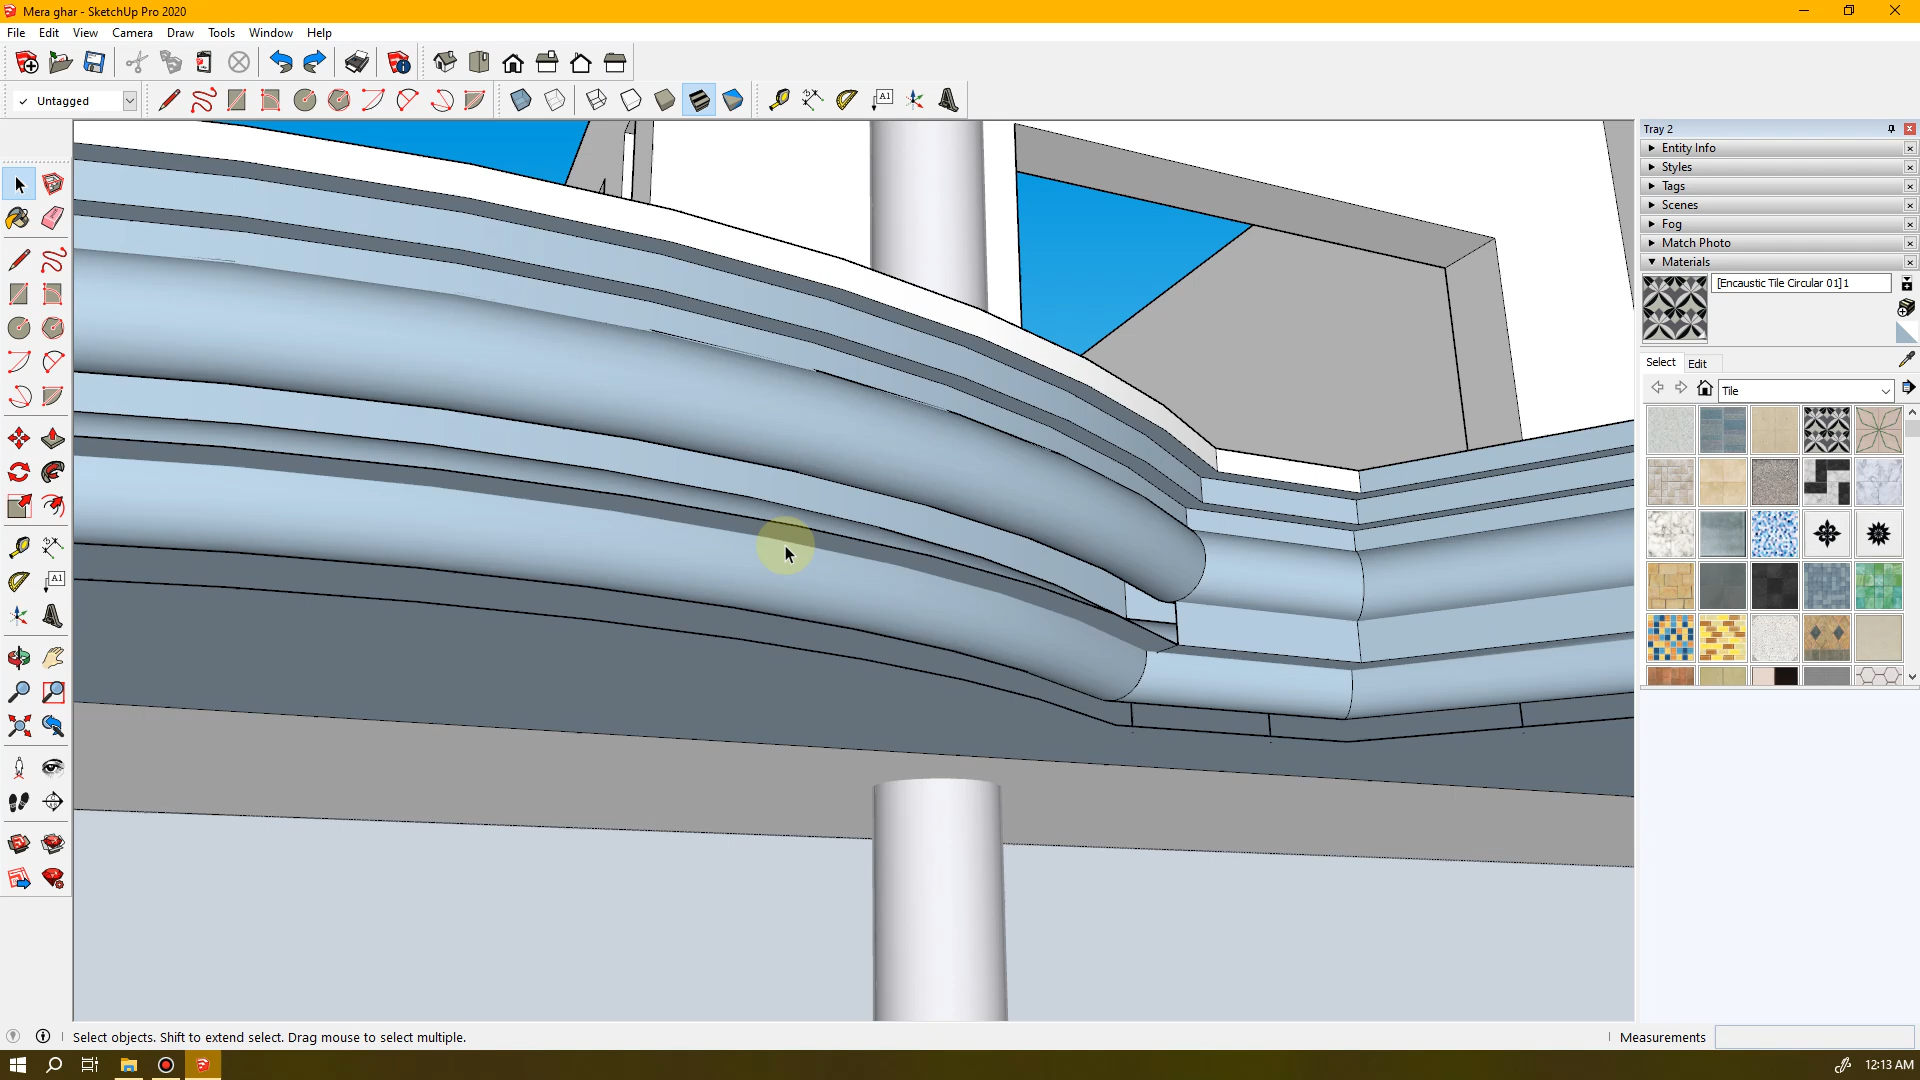 Mera ghar - SketchUp Pro 2020
File Edit View Camera Draw Tools Window Help
Untagged
A1
A1
Tray 2
Entity Info
Styles
Tags
Scenes
Fog
Match Photo
Materials
[Encaustic Tile Circular 01]1
Select Edit
Tile
Select objects. Shift to extend select. Drag mouse to select multiple.
Measurements
12:13 AM